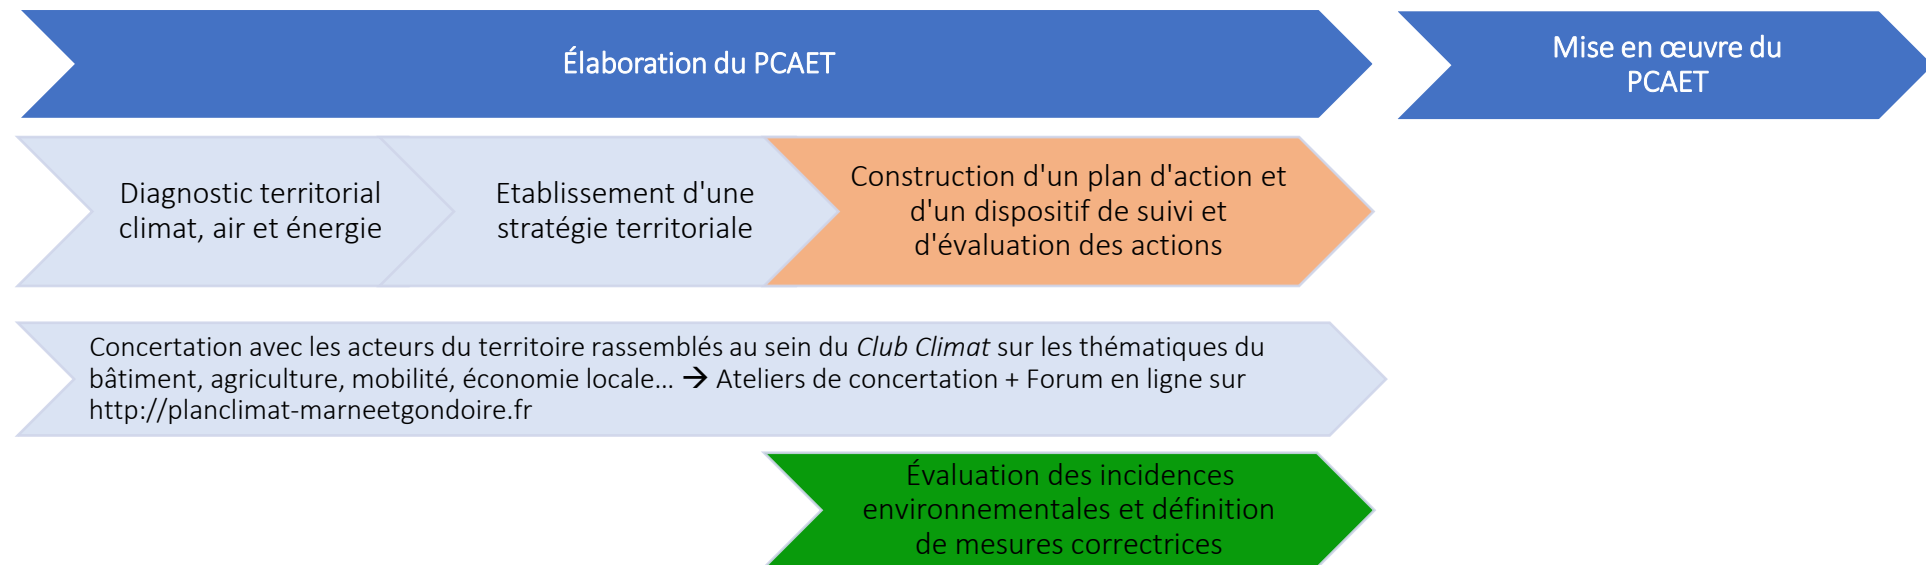 Élaboration du PCAET
Mise en œuvre du
PCAET
Diagnostic territorial
climat, air et énergie
Etablissement d'une
stratégie territoriale
Construction d'un plan d'action et
d'un dispositif de suivi et
d'évaluation des actions
Concertation avec les acteurs du territoire rassemblés au sein du Club Climat sur les thématiques du
bâtiment, agriculture, mobilité, économie locale... → Ateliers de concertation + Forum en ligne sur
http://planclimat-marneetgondoire.fr
Évaluation des incidences
environnementales et définition
de mesures correctrices